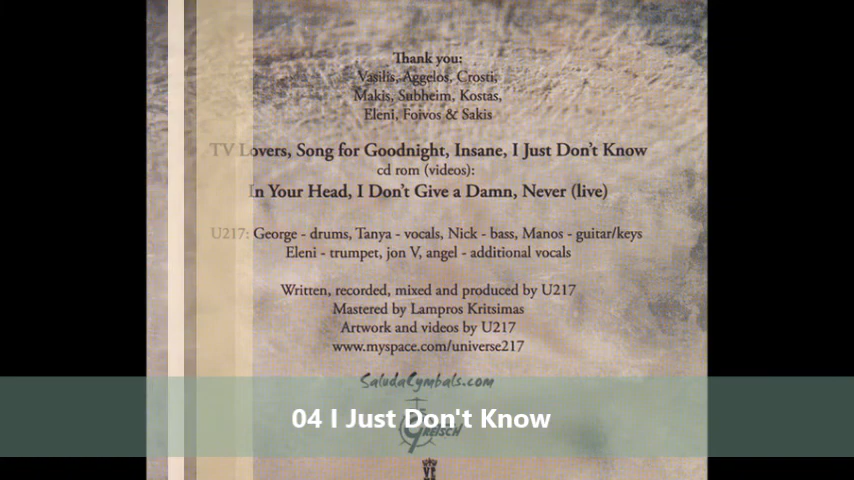 Thank you:
Vasilis, Aggelos, Crosti,
Makis, Subheim, Kostas,
Eleni, Foivos & Sakis
TV Lovers, Song for Goodnight, Insane, I Just Don't Know
cd rom (videos):
In Your Head, I Don't Give a Damn, Never (live)
U217: George - drums, Tanya - vocals, Nick - bass, Manos - guitar/keys
Eleni - trumpet, jon V, angel - additional vocals
Written, recorded, mixed and produced by U217
Mastered by Lampros Kritsimas
Artwork and videos by U217
www.myspace.com/universe217
SaludaCymbals.com
04 I Just Don't Know
Gretsch